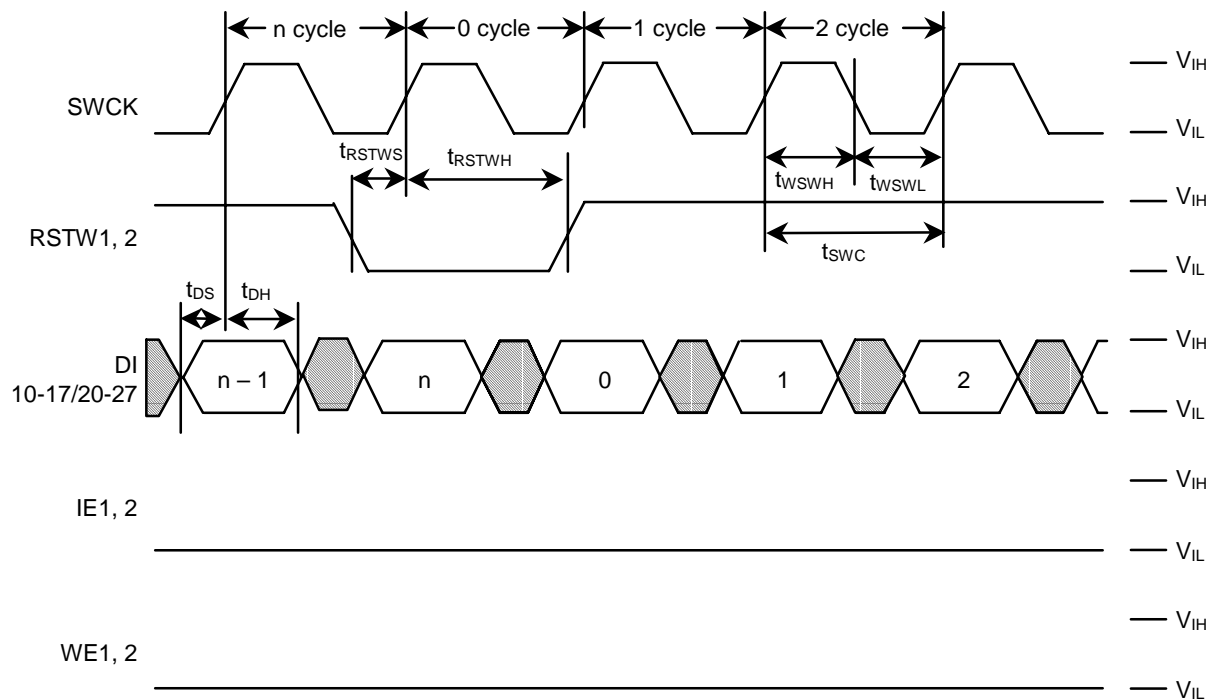 n cycle 0 cycle 1 cycle 2 cycle
VIH
SWCK
VIL
tRSTWS tRSTWH
tWSWH tWSWL
VIH
RSTW1, 2
tSWC
VIL
tDS tDH
VIH
DI
10-17/20-27
n – 1 n 0 1 2
VIL
VIH
IE1, 2
VIL
VIH
WE1, 2
VIL